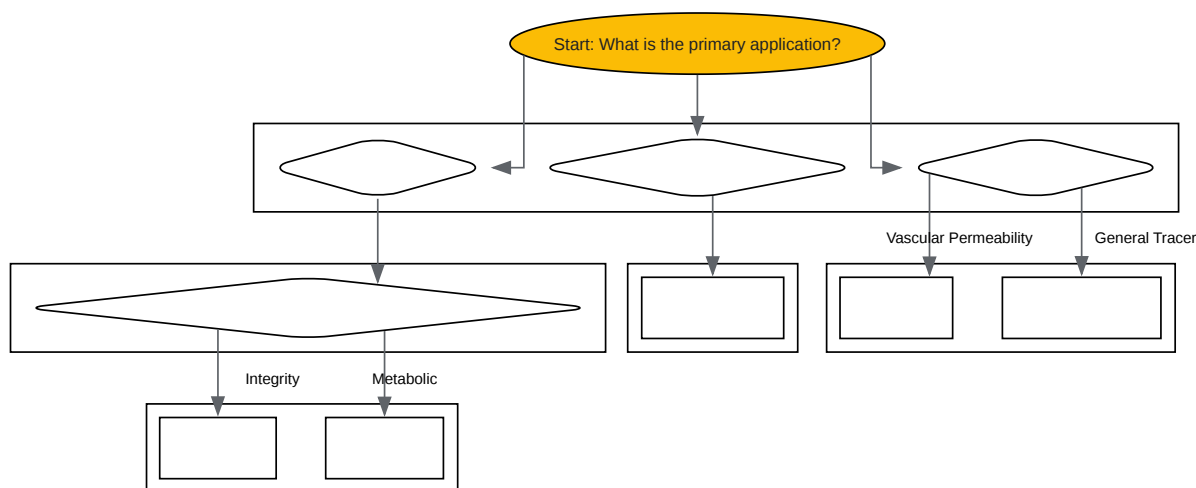 Start: What is the primary application?
Vascular Permeability
General Tracer
Integrity
Metabolic